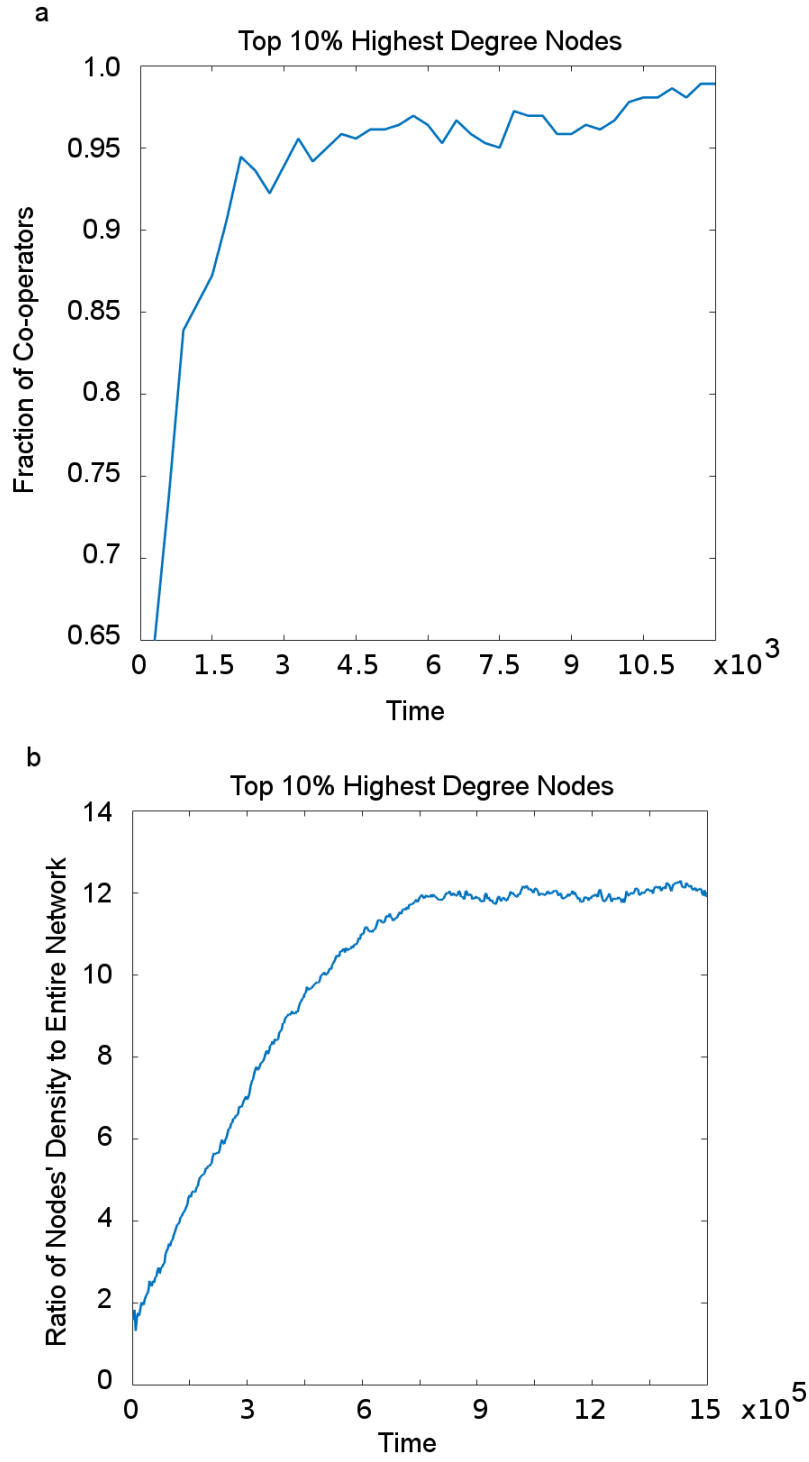 a
Top 10% Highest Degree Nodes
Fraction of Co-operators
1.0
0.95
0.9
0.85
0.8
0.75
0.7
0.65
0 1.5 3 4.5 6 7.5 9 10.5 x10^3
Time
b
Top 10% Highest Degree Nodes
Ratio of Nodes' Density to Entire Network
14
12
10
8
6
4
2
0
0 3 6 9 12 15 x10^5
Time